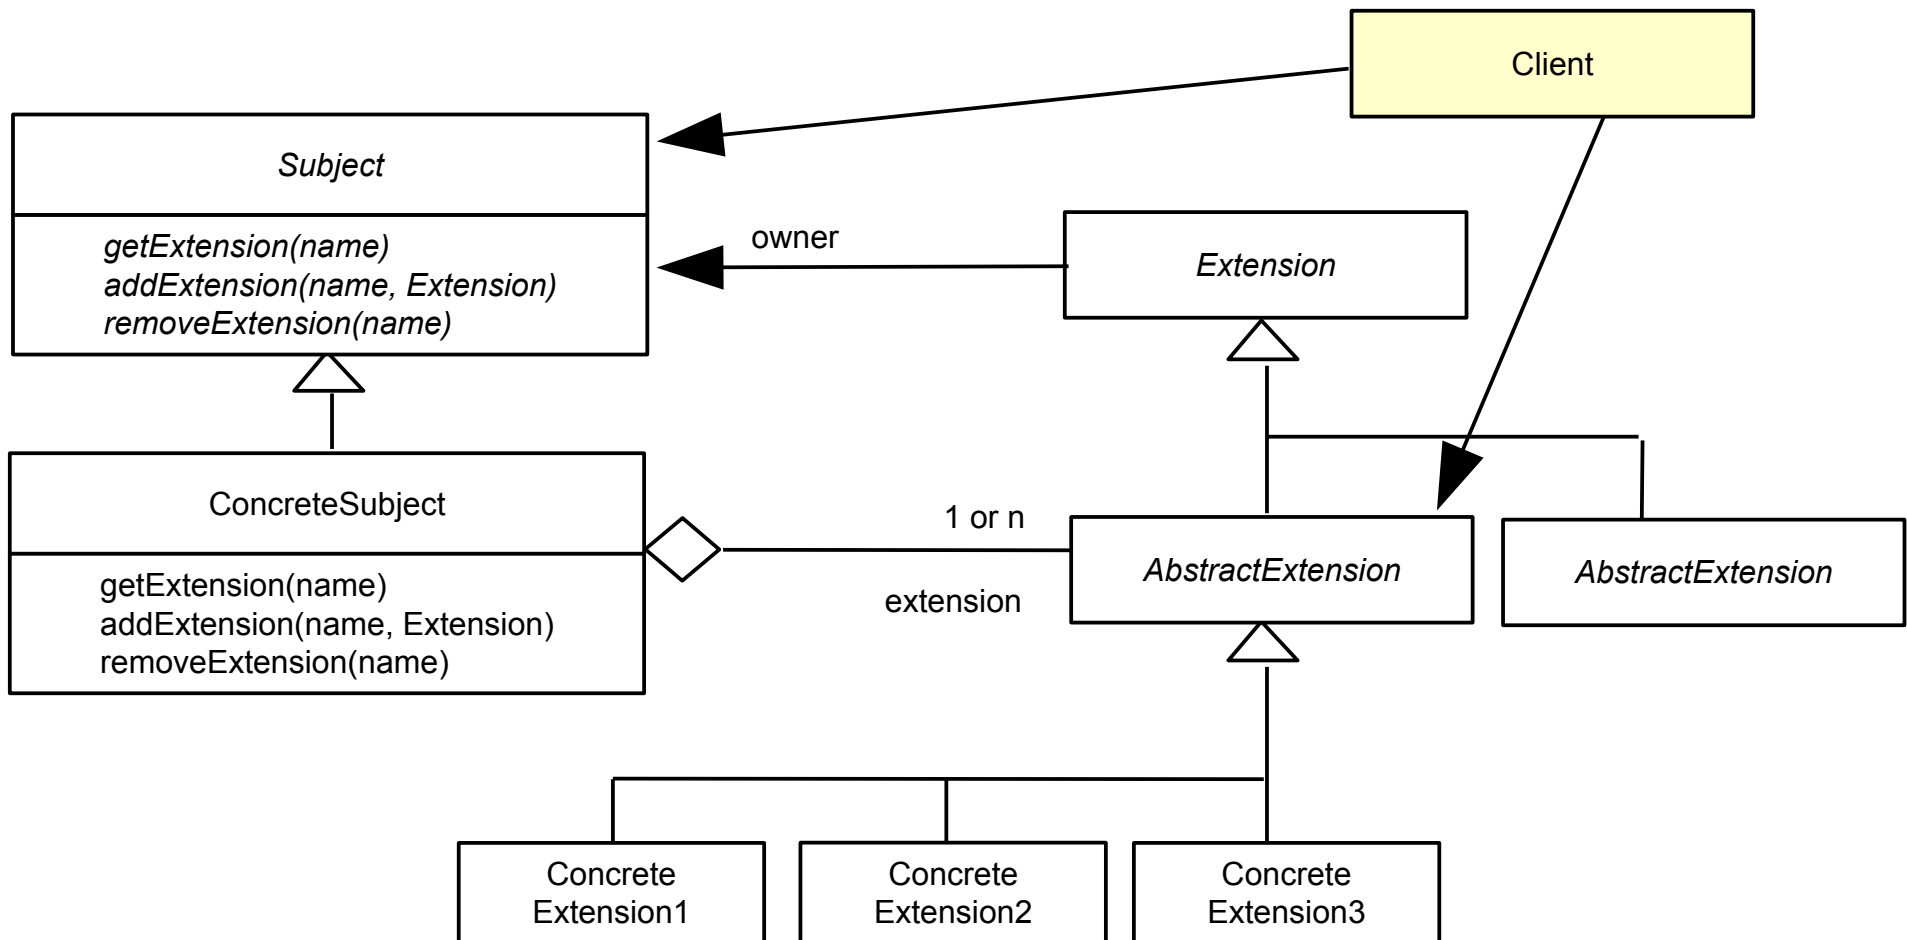 Client
Subject
getExtension(name)
addExtension(name, Extension)
removeExtension(name)
owner
Extension
ConcreteSubject
getExtension(name)
addExtension(name, Extension)
removeExtension(name)
1 or n
extension
AbstractExtension
AbstractExtension
Concrete
Extension1
Concrete
Extension2
Concrete
Extension3